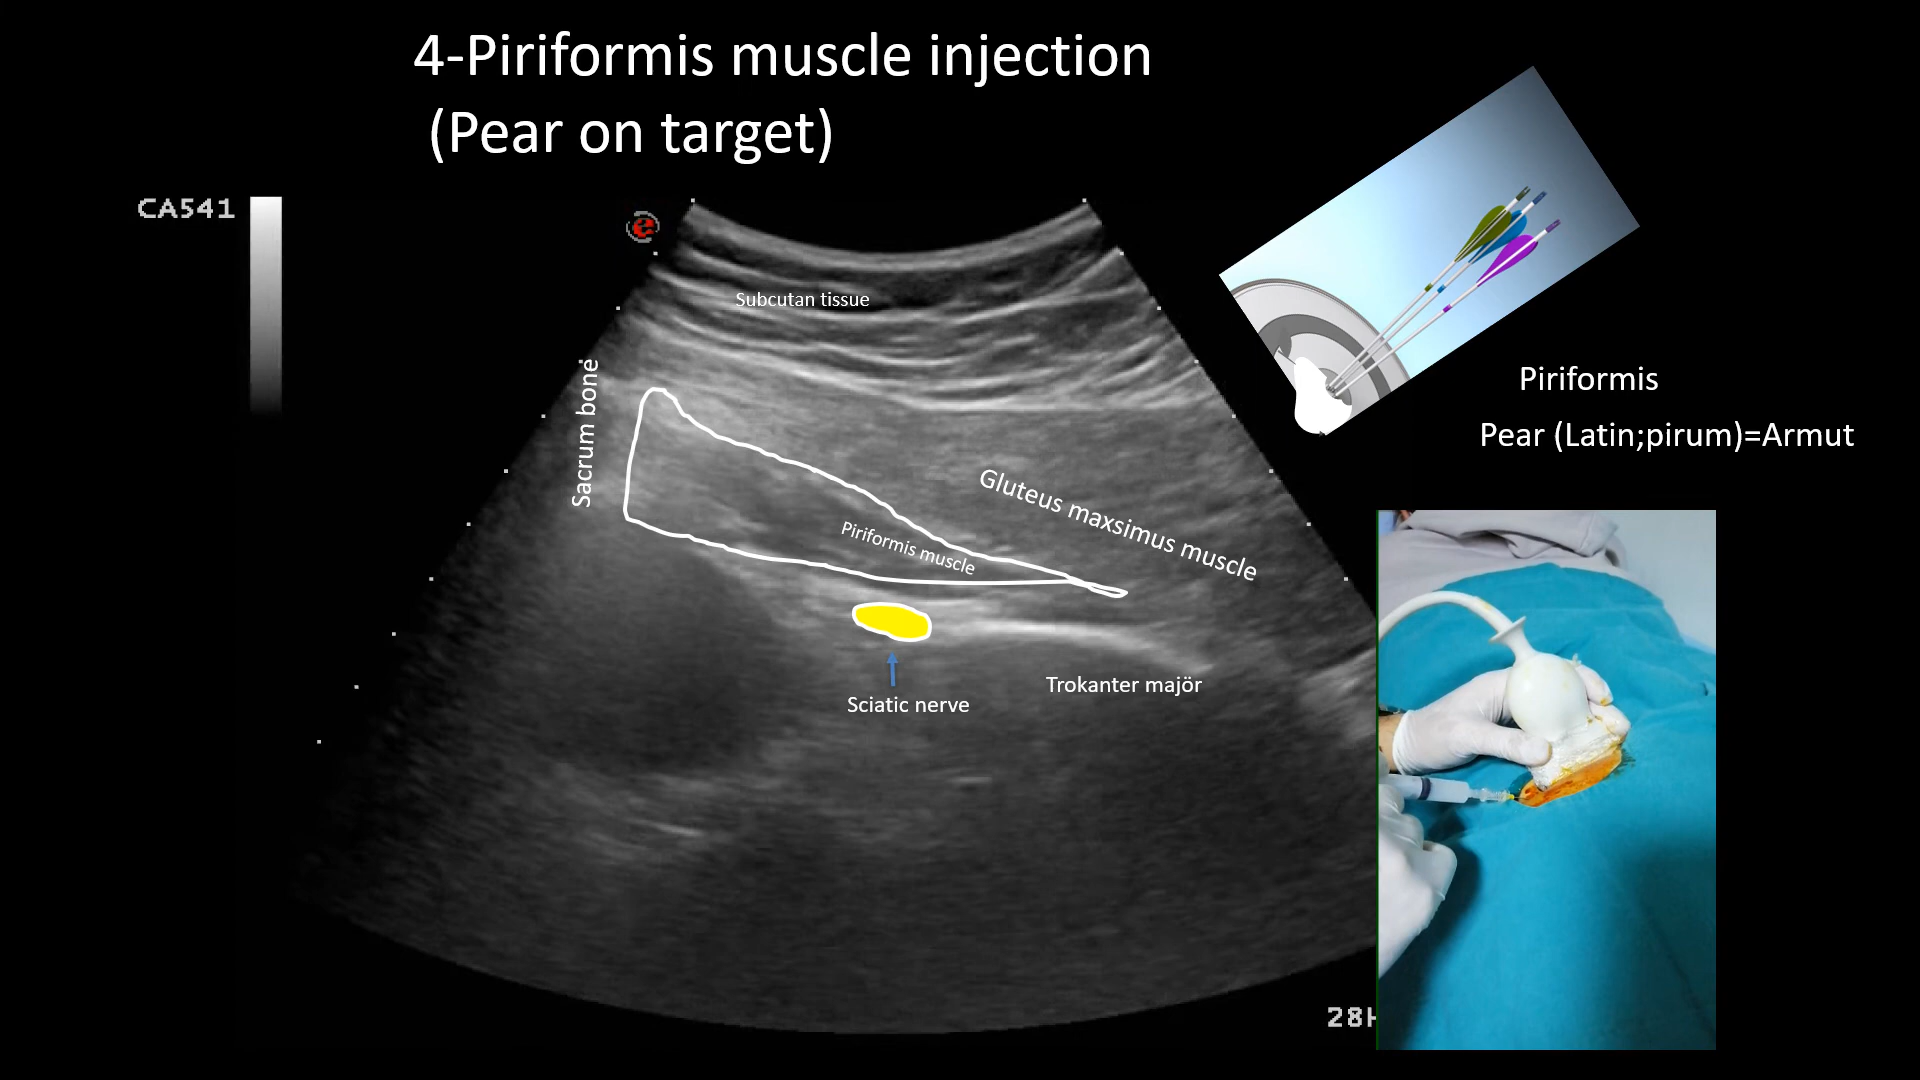 4-Piriformis muscle injection
(Pear on target)
CA541
e
Subcutan tissue
Sacrum bone
Piriformis
Pear (Latin;pirum)=Armut
Gluteus maxsimus muscle
Piriformis muscle
Trokanter majör
Sciatic nerve
28H